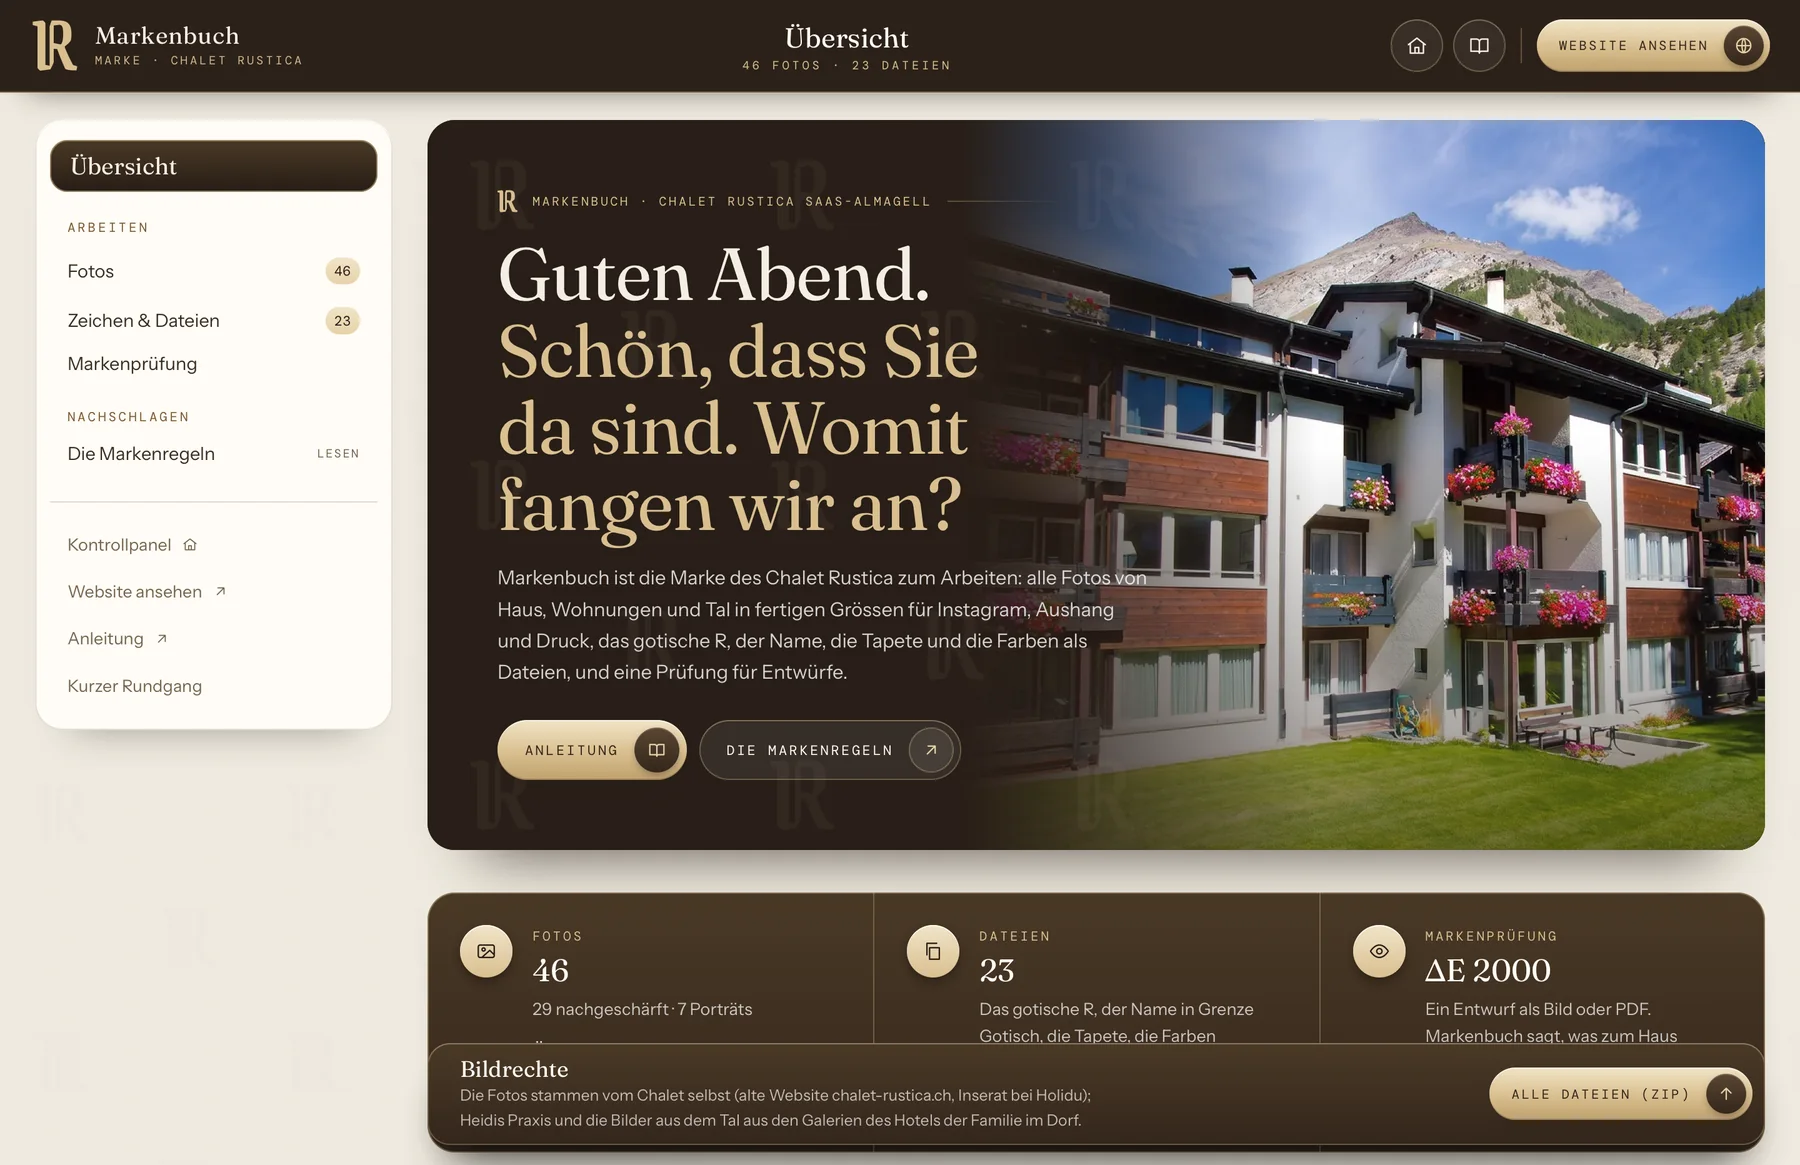 Markenbuch
MARKE · CHALET RUSTICA
Übersicht
46 FOTOS · 23 DATEIEN
WEBSITE ANSEHEN
Übersicht
ARBEITEN
Fotos 46
Zeichen & Dateien 23
Markenprüfung
NACHSCHLAGEN
Die Markenregeln LESEN
Kontrollpanel
Website ansehen
Anleitung
Kurzer Rundgang
MARKENBUCH · CHALET RUSTICA SAAS-ALMAGELL
Guten Abend.
Schön, dass Sie
da sind. Womit
fangen wir an?
Markenbuch ist die Marke des Chalet Rustica zum Arbeiten: alle Fotos von
Haus, Wohnungen und Tal in fertigen Grössen für Instagram, Aushang
und Druck, das gotische R, der Name, die Tapete und die Farben als
Dateien, und eine Prüfung für Entwürfe.
ANLEITUNG
DIE MARKENREGELN
FOTOS
46
29 nachgeschärft · 7 Porträts
DATEIEN
23
Das gotische R, der Name in Grenze
Gotisch, die Tapete, die Farben
MARKENPRÜFUNG
ΔE 2000
Ein Entwurf als Bild oder PDF.
Markenbuch sagt, was zum Haus
Bildrechte
Die Fotos stammen vom Chalet selbst (alte Website chalet-rustica.ch, Inserat bei Holidu);
Heidis Praxis und die Bilder aus dem Tal aus den Galerien des Hotels der Familie im Dorf.
ALLE DATEIEN (ZIP)